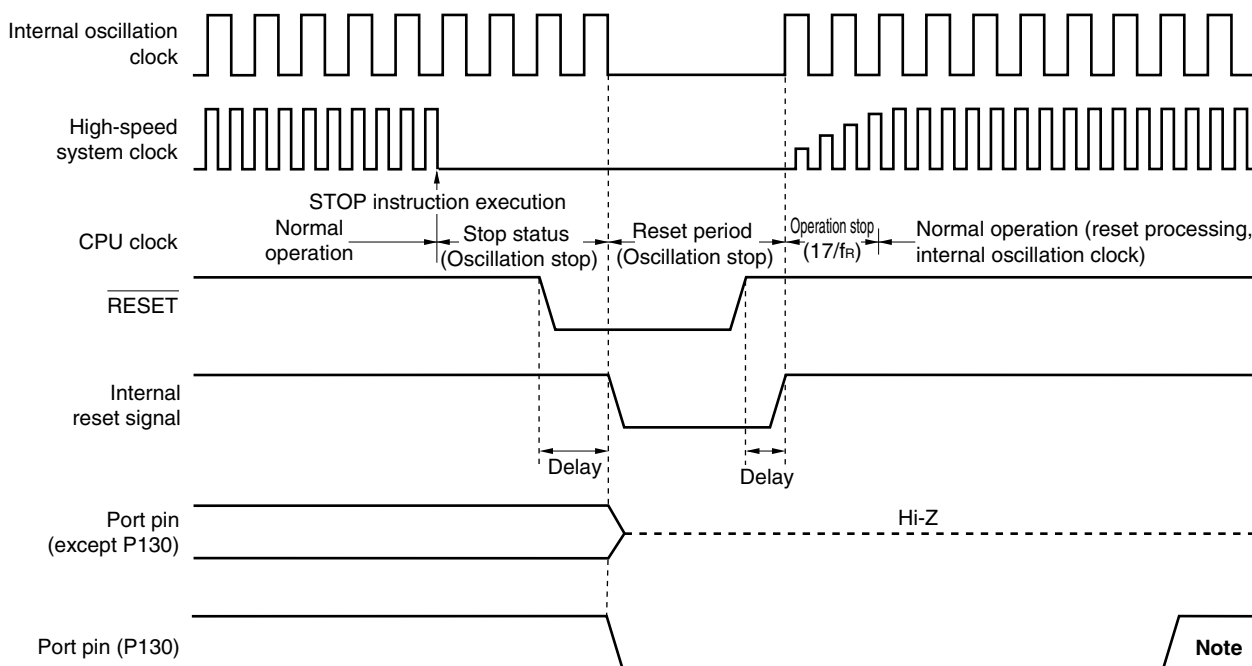 Internal oscillation
clock
High-speed
system clock
STOP instruction execution
CPU clock
Normal
operation
Stop status
(Oscillation stop)
Reset period
(Oscillation stop)
Operation stop
(17/fR)
Normal operation (reset processing,
internal oscillation clock)
RESET
Internal
reset signal
Delay
Delay
Port pin
(except P130)
Hi-Z
Port pin (P130)
Note